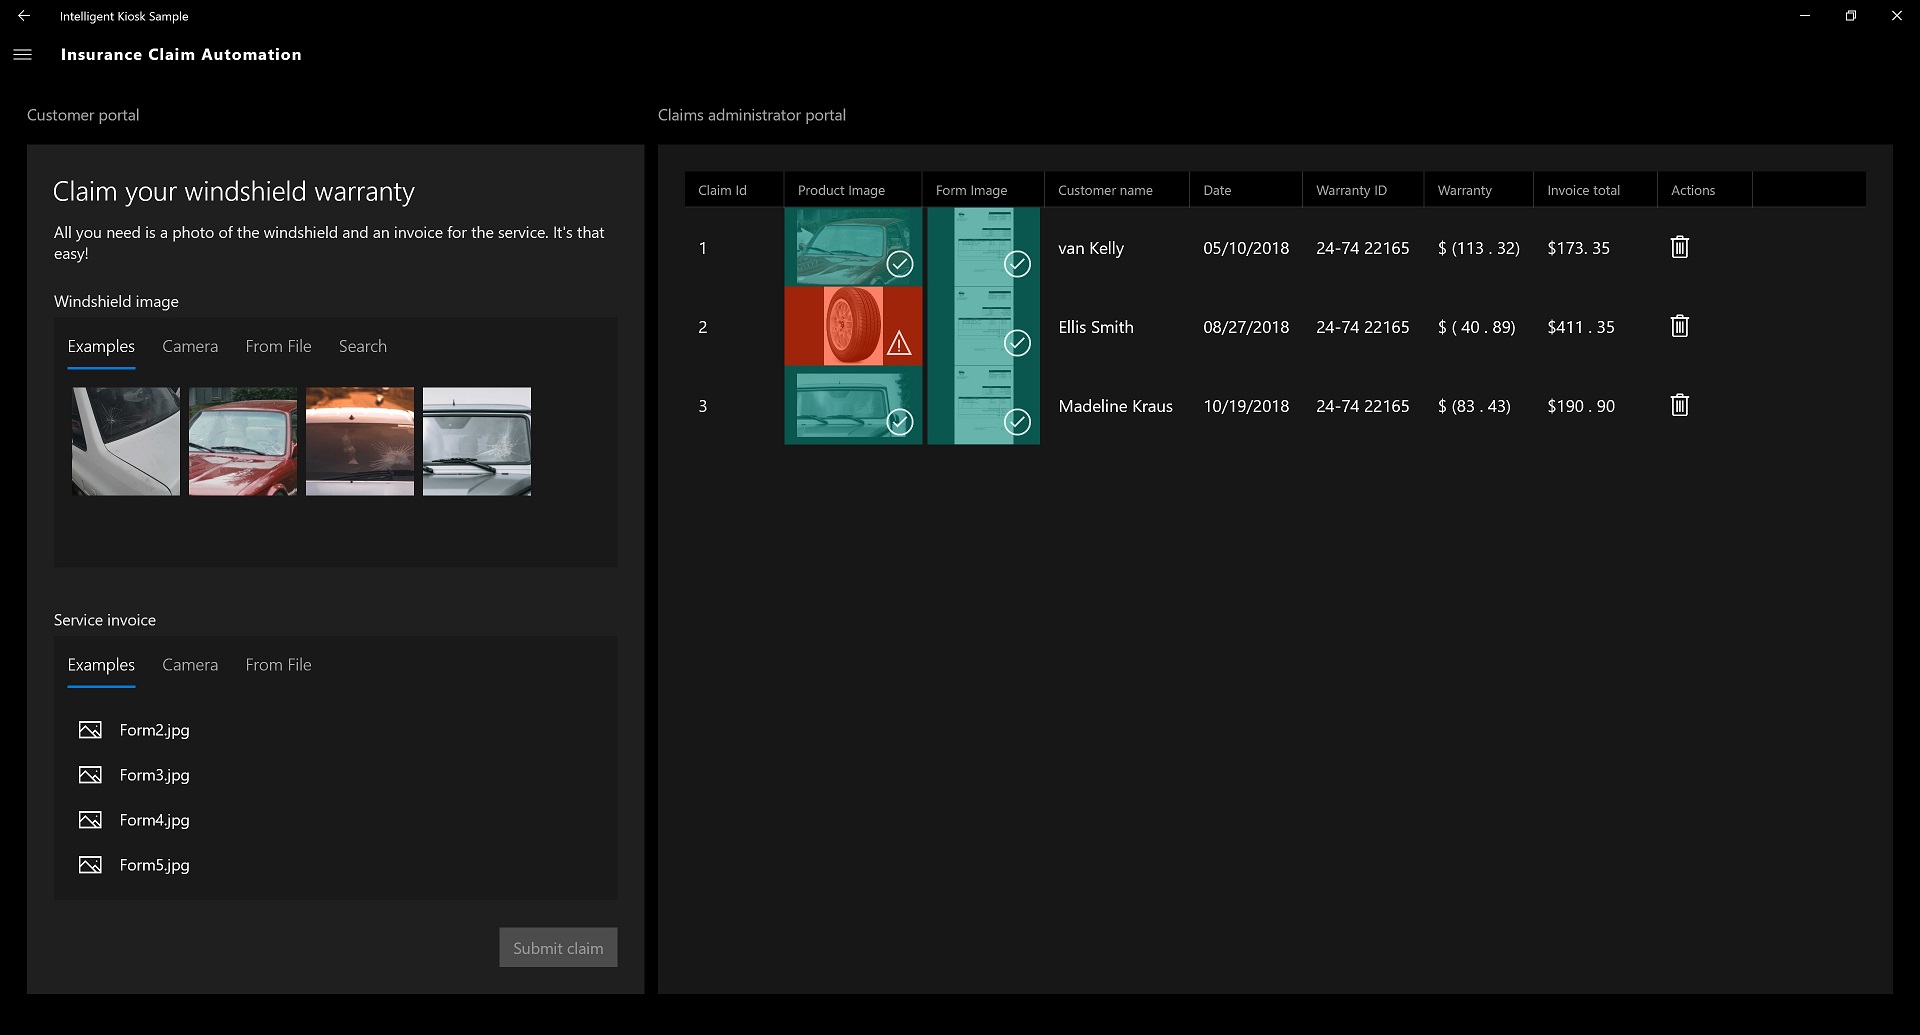 Intelligent Kiosk Sample
Insurance Claim Automation
Customer portal
Claim your windshield warranty
All you need is a photo of the windshield and an invoice for the service. It's that
easy!
Windshield image
Examples Camera From File Search
Service invoice
Examples Camera From File
Form2.jpg
Form3.jpg
Form4.jpg
Form5.jpg
Submit claim
Claims administrator portal
Claim Id Product Image Form Image Customer name Date Warranty ID Warranty Invoice total Actions
1 van Kelly 05/10/2018 24-74 22165 $ (113 . 32) $173. 35
2 Ellis Smith 08/27/2018 24-74 22165 $ ( 40 . 89) $411 . 35
3 Madeline Kraus 10/19/2018 24-74 22165 $ (83 . 43) $190 . 90